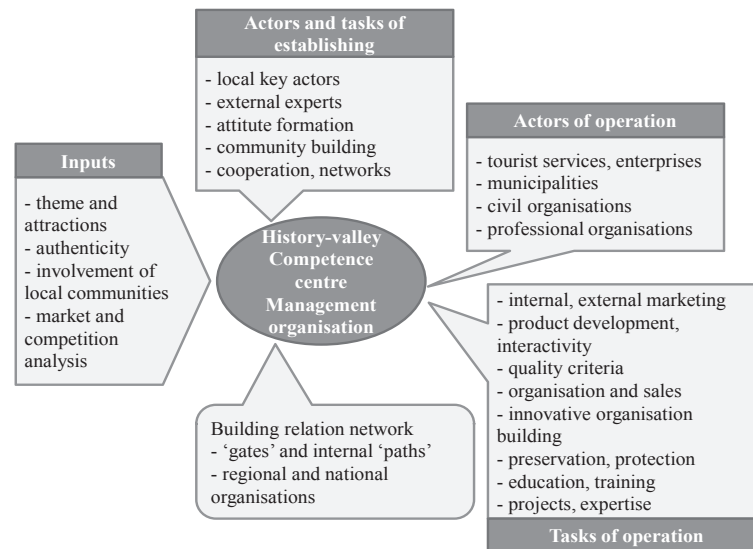 Actors and tasks of
establishing
- local key actors
- external experts
- attitute formation
- community building
- cooperation, networks
Actors of operation
- tourist services, enterprises
- municipalities
- civil organisations
- professional organisations
Inputs
- theme and
attractions
- authenticity
- involvement of
local communities
- market and
competition
analysis
History-valley
Competence
centre
Management
organisation
- internal, external marketing
- product development,
interactivity
- quality criteria
- organisation and sales
- innovative organisation
building
- preservation, protection
- education, training
- projects, expertise
Tasks of operation
Building relation network
- ‘gates’ and internal ‘paths’
- regional and national
organisations